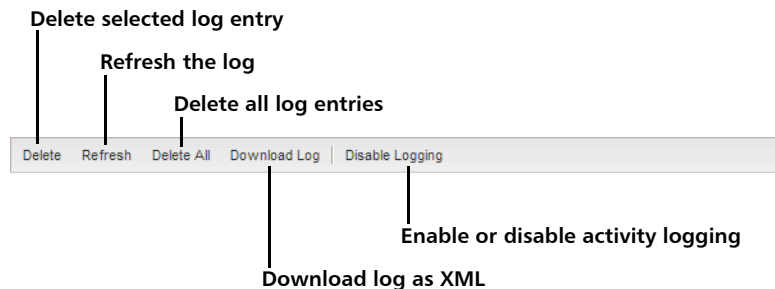 Delete selected log entry
Refresh the log
Delete all log entries
Delete Refresh Delete All Download Log Disable Logging
Enable or disable activity logging
Download log as XML